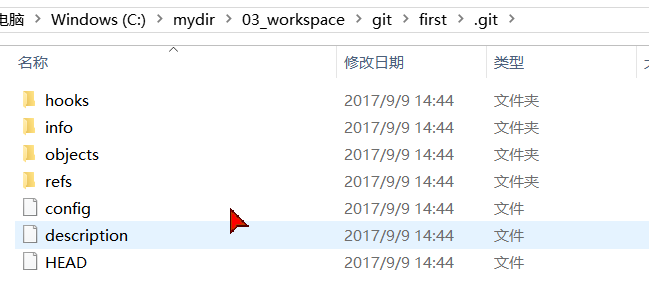 电脑 > Windows (C:) > mydir > 03_workspace > git > first > .git >
名称 修改日期 类型
hooks 2017/9/9 14:44 文件夹
info 2017/9/9 14:44 文件夹
objects 2017/9/9 14:44 文件夹
refs 2017/9/9 14:44 文件夹
config 2017/9/9 14:44 文件
description 2017/9/9 14:44 文件
HEAD 2017/9/9 14:44 文件